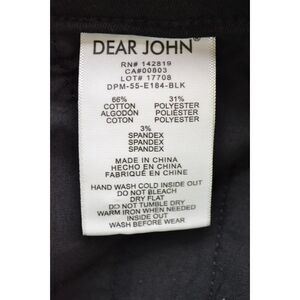 DEAR JOHN®
RN# 142819
CA#00803
LOT# 17708
DPM-55-E184-BLK
66% 31%
COTTON POLYESTER
ALGODÓN POLIÉSTER
COTON POLYESTER
3%
SPANDEX
SPANDEX
SPANDEX
MADE IN CHINA
HECHO EN CHINA
FABRIQUÉ EN CHINE
HAND WASH COLD INSIDE OUT
DO NOT BLEACH
DRY FLAT
DO NOT TUMBLE DRY
WARM IRON WHEN NEEDED
INSIDE OUT
WASH BEFORE WEAR